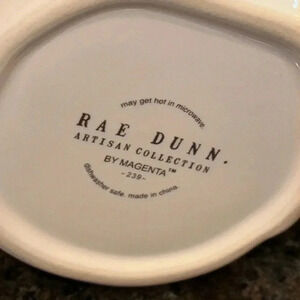 may get hot in microwave.
RAE DUNN.
ARTISAN COLLECTION
BY MAGENTA™
-239-
dishwasher safe. made in china.